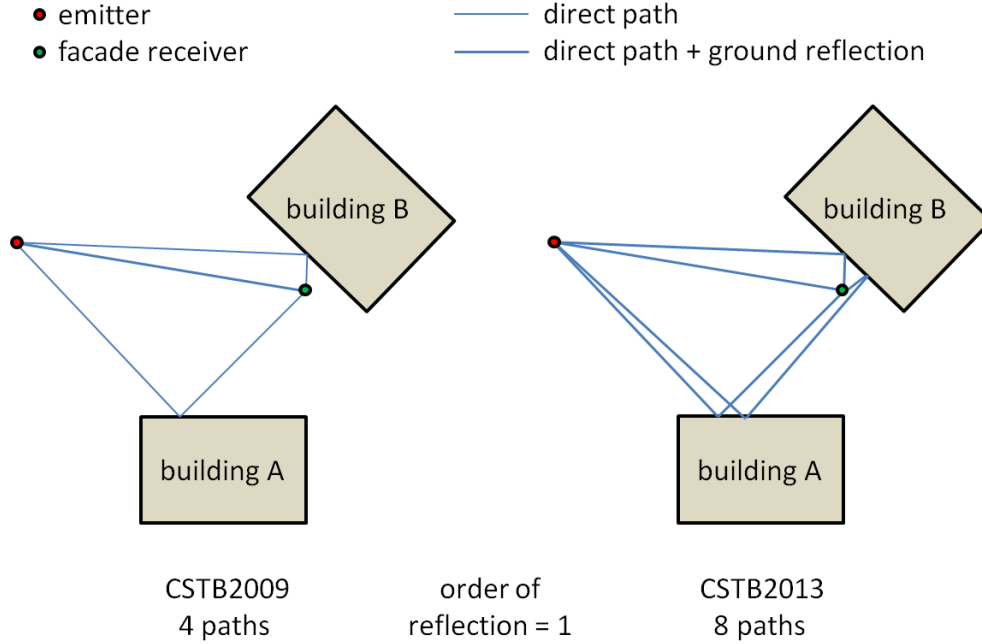 emitter
facade receiver
direct path
direct path + ground reflection
building B
building A
building B
building A
CSTB2009
4 paths
order of
reflection = 1
CSTB2013
8 paths